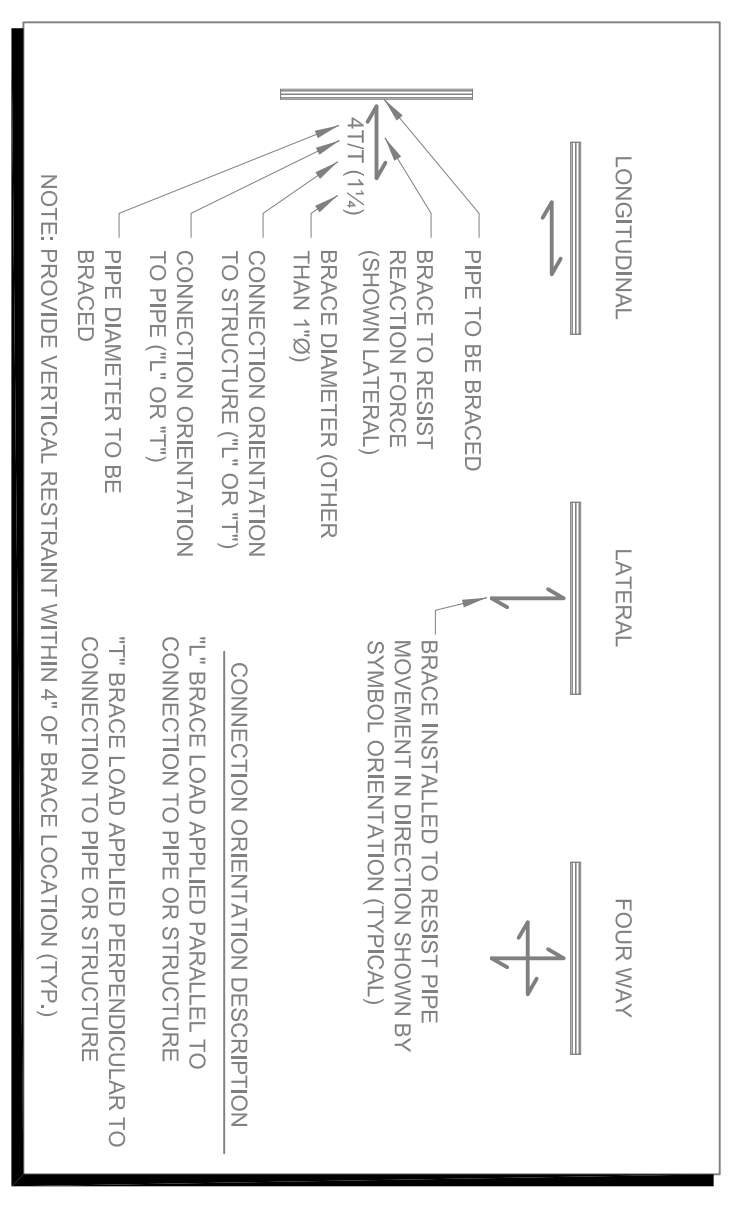 LONGITUDINAL
LATERAL
FOUR WAY
4T/T (1¼)
PIPE TO BE BRACED
BRACE TO RESIST
REACTION FORCE
(SHOWN LATERAL)
BRACE DIAMETER (OTHER
THAN 1"Ø)
CONNECTION ORIENTATION
TO STRUCTURE ("L" OR "T")
CONNECTION ORIENTATION
TO PIPE ("L" OR "T")
PIPE DIAMETER TO BE
BRACED
BRACE INSTALLED TO RESIST PIPE
MOVEMENT IN DIRECTION SHOWN BY
SYMBOL ORIENTATION (TYPICAL)
CONNECTION ORIENTATION DESCRIPTION
"L" BRACE LOAD APPLIED PARALLEL TO
CONNECTION TO PIPE OR STRUCTURE
"T" BRACE LOAD APPLIED PERPENDICULAR TO
CONNECTION TO PIPE OR STRUCTURE
NOTE: PROVIDE VERTICAL RESTRAINT WITHIN 4" OF BRACE LOCATION (TYP.)